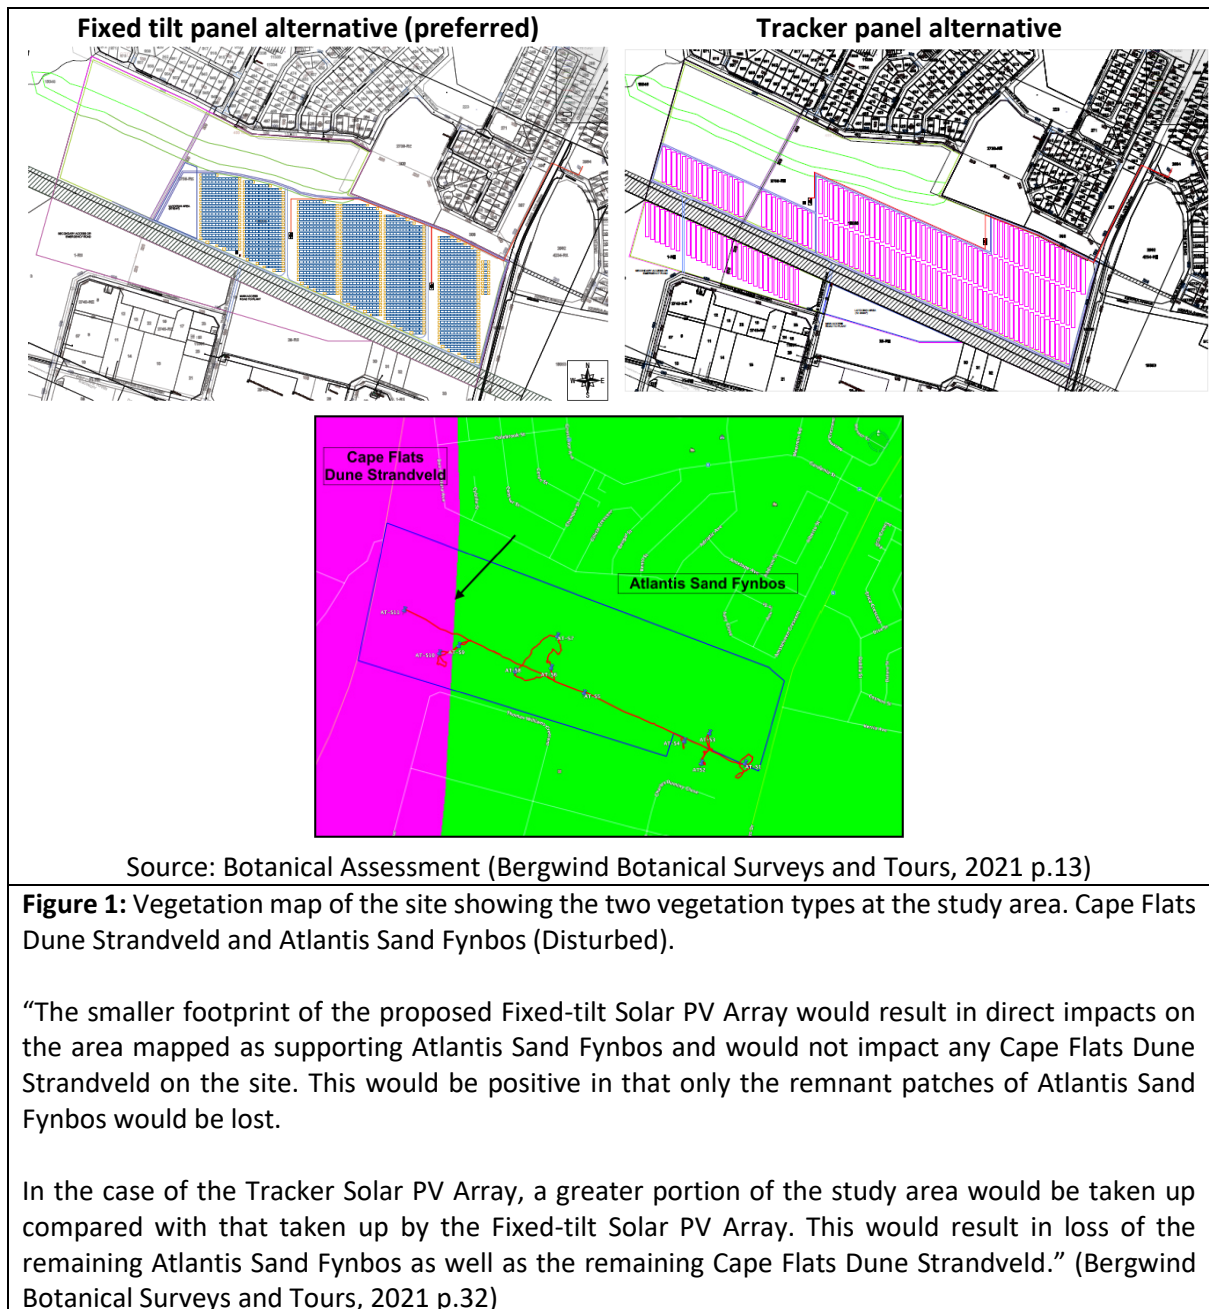 Fixed tilt panel alternative (preferred)
Tracker panel alternative
N
W
E
S
Cape Flats
Dune Strandveld
Atlantis Sand Fynbos
AT-S11
AT-S10
Source: Botanical Assessment (Bergwind Botanical Surveys and Tours, 2021 p.13)
Figure 1: Vegetation map of the site showing the two vegetation types at the study area. Cape Flats
Dune Strandveld and Atlantis Sand Fynbos (Disturbed).
“The smaller footprint of the proposed Fixed-tilt Solar PV Array would result in direct impacts on
the area mapped as supporting Atlantis Sand Fynbos and would not impact any Cape Flats Dune
Strandveld on the site. This would be positive in that only the remnant patches of Atlantis Sand
Fynbos would be lost.
In the case of the Tracker Solar PV Array, a greater portion of the study area would be taken up
compared with that taken up by the Fixed-tilt Solar PV Array. This would result in loss of the
remaining Atlantis Sand Fynbos as well as the remaining Cape Flats Dune Strandveld.” (Bergwind
Botanical Surveys and Tours, 2021 p.32)